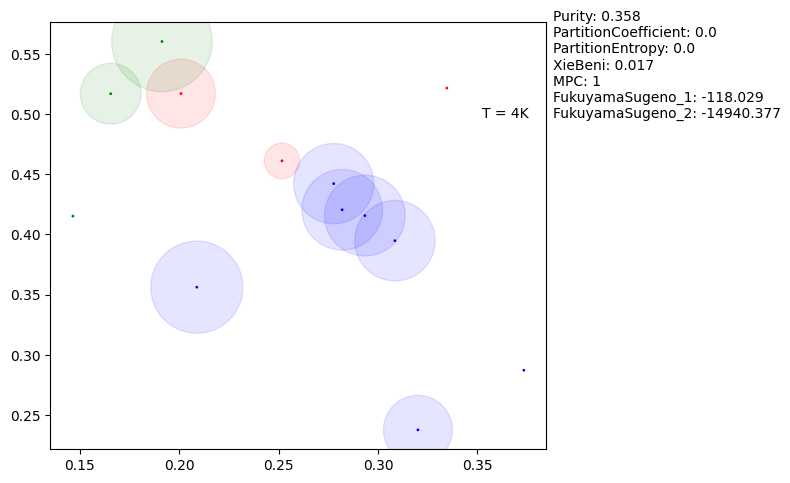 Purity: 0.358
PartitionCoefficient: 0.0
PartitionEntropy: 0.0
XieBeni: 0.017
MPC: 1
FukuyamaSugeno_1: -118.029
FukuyamaSugeno_2: -14940.377
T = 4K
0.55
0.50
0.45
0.40
0.35
0.30
0.25
0.15 0.20 0.25 0.30 0.35